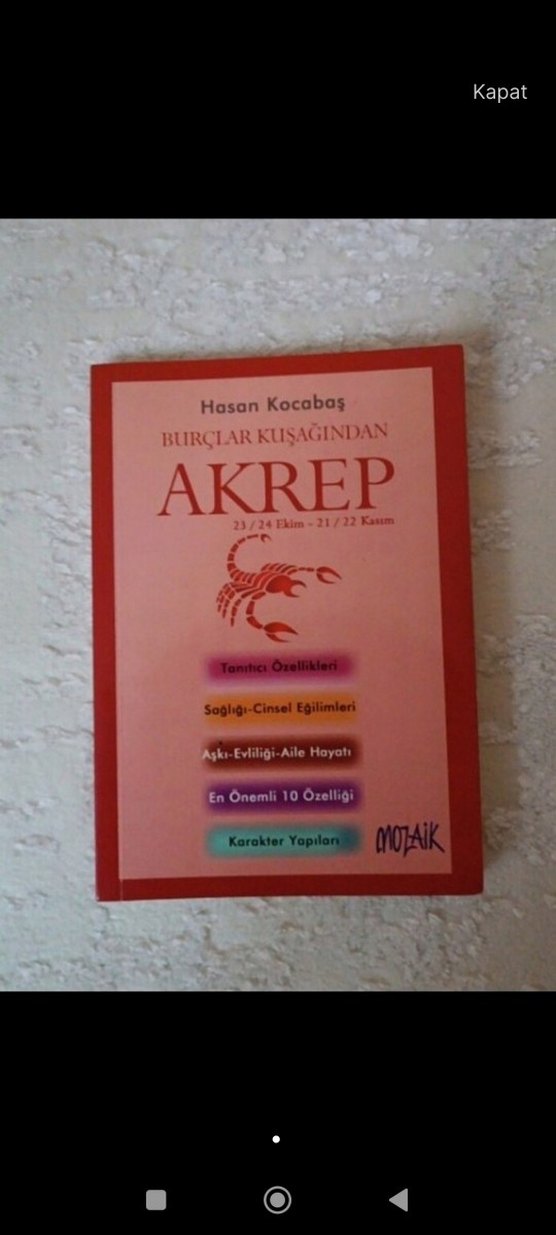 Kapat
Hasan Kocabaş
BURÇLAR KUŞAĞINDAN
AKREP
23 / 24 Ekim - 21 / 22 Kasım
Tanıtıcı Özellikleri
Sağlığı-Cinsel Eğilimleri
Aşkı-Evliliği-Aile Hayatı
En Önemli 10 Özelliği
Karakter Yapıları
MOZAiK